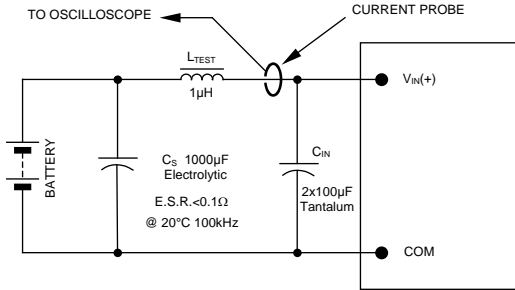 TO OSCILLOSCOPE
CURRENT PROBE
LTEST
1µH
VIN(+)
BATTERY
CS 1000µF
Electrolytic
E.S.R.<0.1Ω
@ 20°C 100kHz
CIN
2x100µF
Tantalum
COM